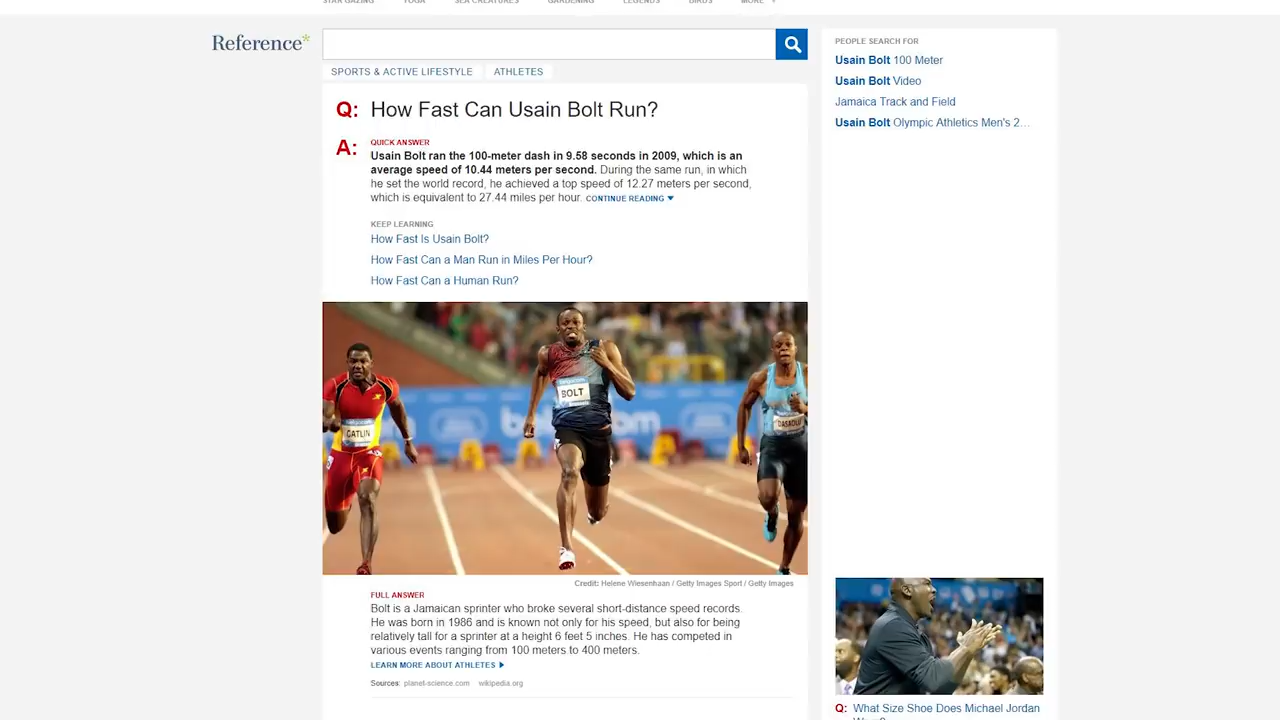 STAR GAZING YOGA SEA CREATURES GARDENING LEGENDS BIRDS MORE
Reference*
SPORTS & ACTIVE LIFESTYLE ATHLETES
Q: How Fast Can Usain Bolt Run?
A: QUICK ANSWER
Usain Bolt ran the 100-meter dash in 9.58 seconds in 2009, which is an
average speed of 10.44 meters per second. During the same run, in which
he set the world record, he achieved a top speed of 12.27 meters per second,
which is equivalent to 27.44 miles per hour. CONTINUE READING
KEEP LEARNING
How Fast Is Usain Bolt?
How Fast Can a Man Run in Miles Per Hour?
How Fast Can a Human Run?
GATLIN
BOLT
Credit: Helene Wiesenhaan / Getty Images Sport / Getty Images
FULL ANSWER
Bolt is a Jamaican sprinter who broke several short-distance speed records.
He was born in 1986 and is known not only for his speed, but also for being
relatively tall for a sprinter at a height 6 feet 5 inches. He has competed in
various events ranging from 100 meters to 400 meters.
LEARN MORE ABOUT ATHLETES
Sources: planet-science.com wikipedia.org
PEOPLE SEARCH FOR
Usain Bolt 100 Meter
Usain Bolt Video
Jamaica Track and Field
Usain Bolt Olympic Athletics Men's 2...
Q: What Size Shoe Does Michael Jordan